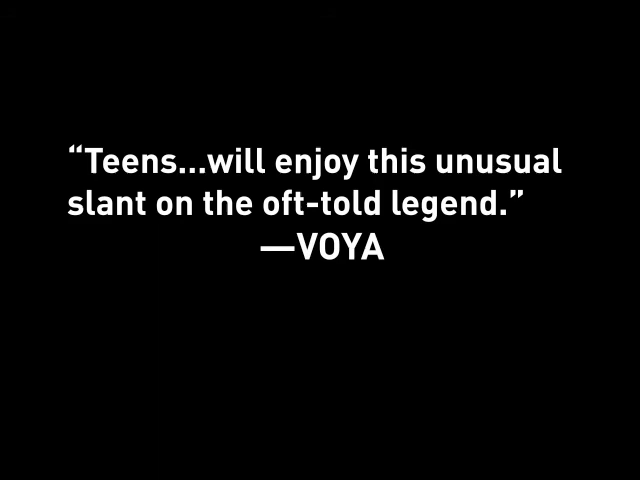 “Teens...will enjoy this unusual
slant on the oft-told legend.”
—VOYA